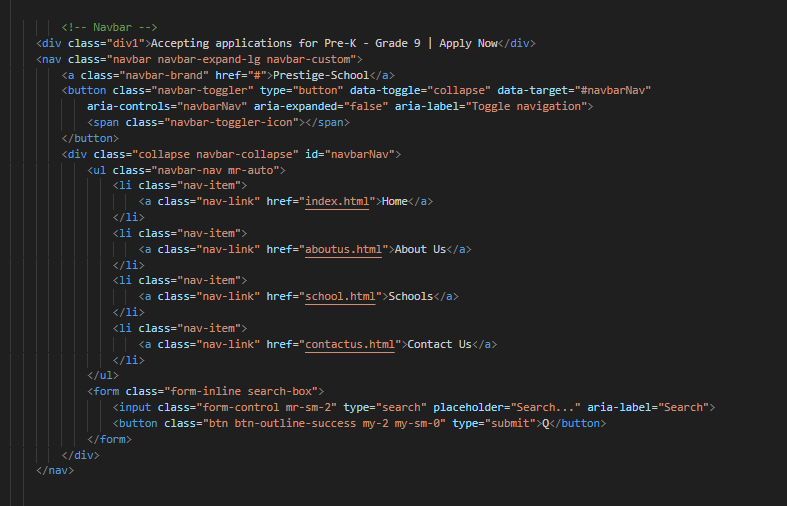 <!-- Navbar -->
<div class="div1">Accepting applications for Pre-K - Grade 9 | Apply Now</div>
<nav class="navbar navbar-expand-lg navbar-custom">
<a class="navbar-brand" href="#">Prestige-School</a>
<button class="navbar-toggler" type="button" data-toggle="collapse" data-target="#navbarNav"
aria-controls="navbarNav" aria-expanded="false" aria-label="Toggle navigation">
<span class="navbar-toggler-icon"></span>
</button>
<div class="collapse navbar-collapse" id="navbarNav">
<ul class="navbar-nav mr-auto">
<li class="nav-item">
<a class="nav-link" href="index.html">Home</a>
</li>
<li class="nav-item">
<a class="nav-link" href="aboutus.html">About Us</a>
</li>
<li class="nav-item">
<a class="nav-link" href="school.html">Schools</a>
</li>
<li class="nav-item">
<a class="nav-link" href="contactus.html">Contact Us</a>
</li>
</ul>
<form class="form-inline search-box">
<input class="form-control mr-sm-2" type="search" placeholder="Search..." aria-label="Search">
<button class="btn btn-outline-success my-2 my-sm-0" type="submit">Q</button>
</form>
</div>
</nav>